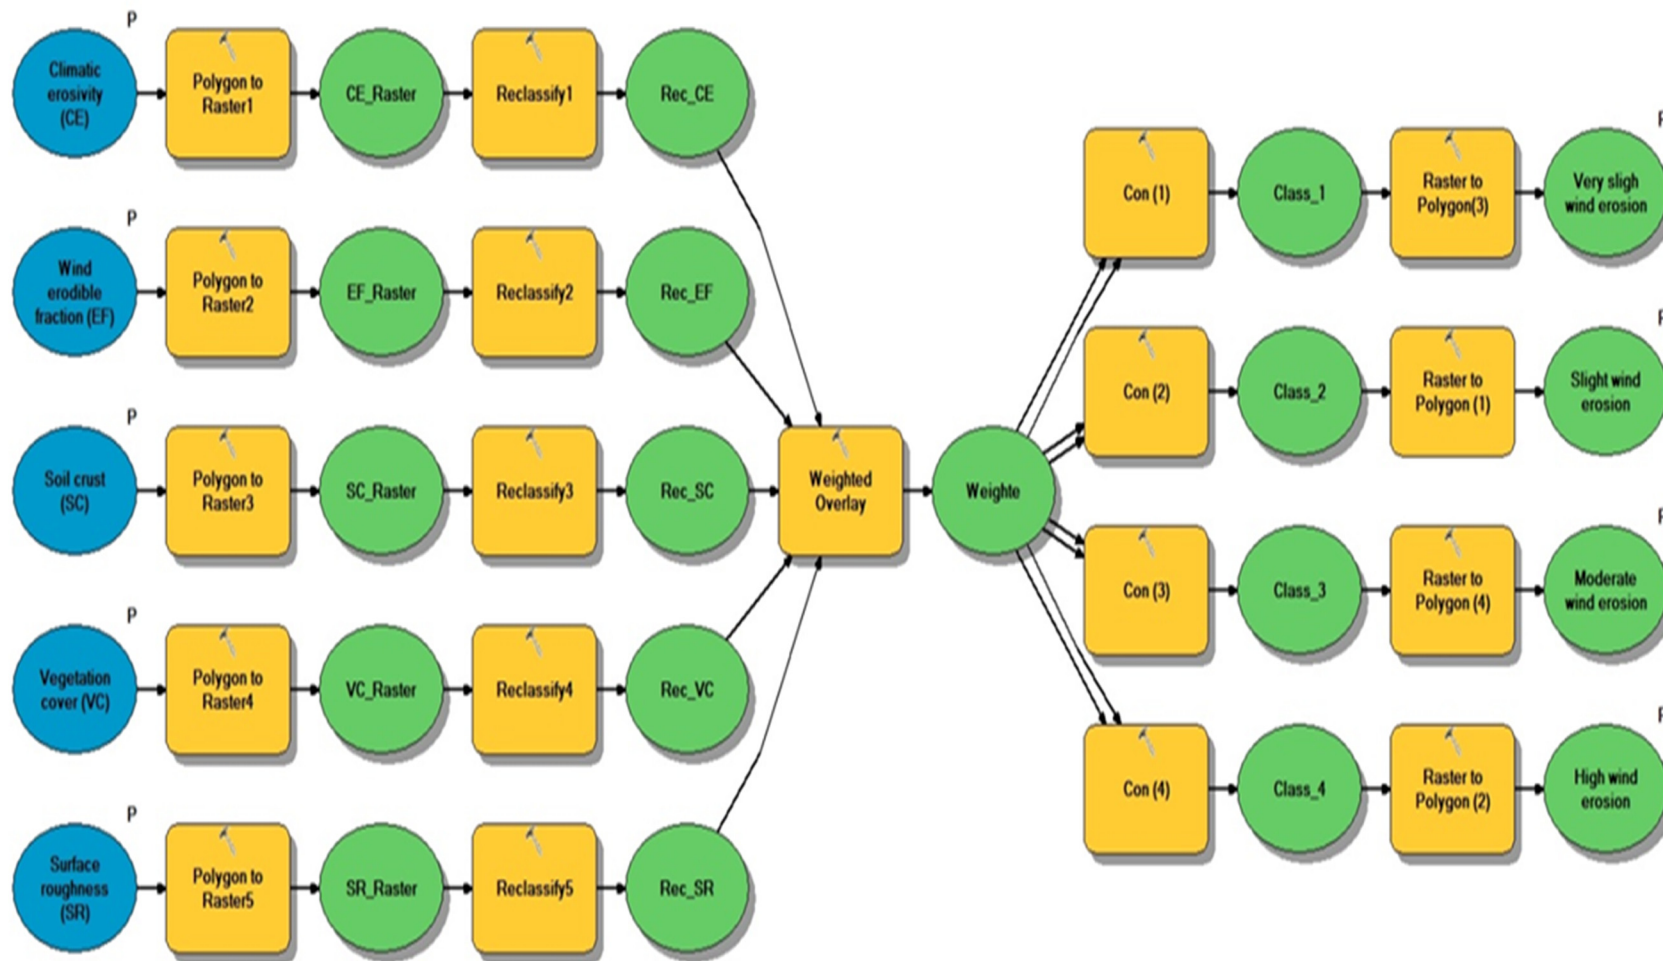 P
Climatic
erosivity
(CE)
Polygon to
Raster1
CE_Raster
Reclassify1
Rec_CE
P
Wind
erodible
fraction (EF)
Polygon to
Raster2
EF_Raster
Reclassify2
Rec_EF
P
Soil crust
(SC)
Polygon to
Raster3
SC_Raster
Reclassify3
Rec_SC
P
Vegetation
cover (VC)
Polygon to
Raster4
VC_Raster
Reclassify4
Rec_VC
P
Surface
roughness
(SR)
Polygon to
Raster5
SR_Raster
Reclassify5
Rec_SR
Weighted
Overlay
Weighte
Con (1)
Class_1
Raster to
Polygon(3)
P
Very sligh
wind erosion
Con (2)
Class_2
Raster to
Polygon (1)
P
Slight wind
erosion
Con (3)
Class_3
Raster to
Polygon (4)
P
Moderate
wind erosion
Con (4)
Class_4
Raster to
Polygon (2)
P
High wind
erosion